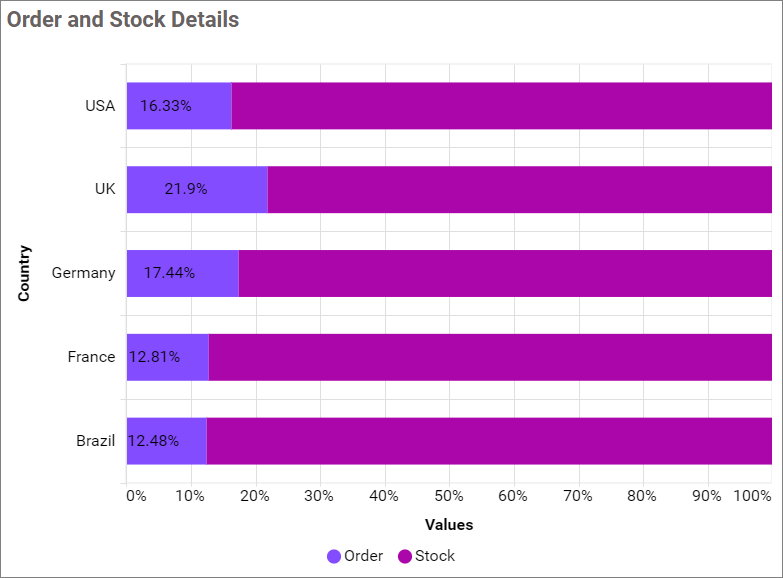 Order and Stock Details
Country
USA 16.33%
UK 21.9%
Germany 17.44%
France 12.81%
Brazil 12.48%
0% 10% 20% 30% 40% 50% 60% 70% 80% 90% 100%
Values
Order Stock